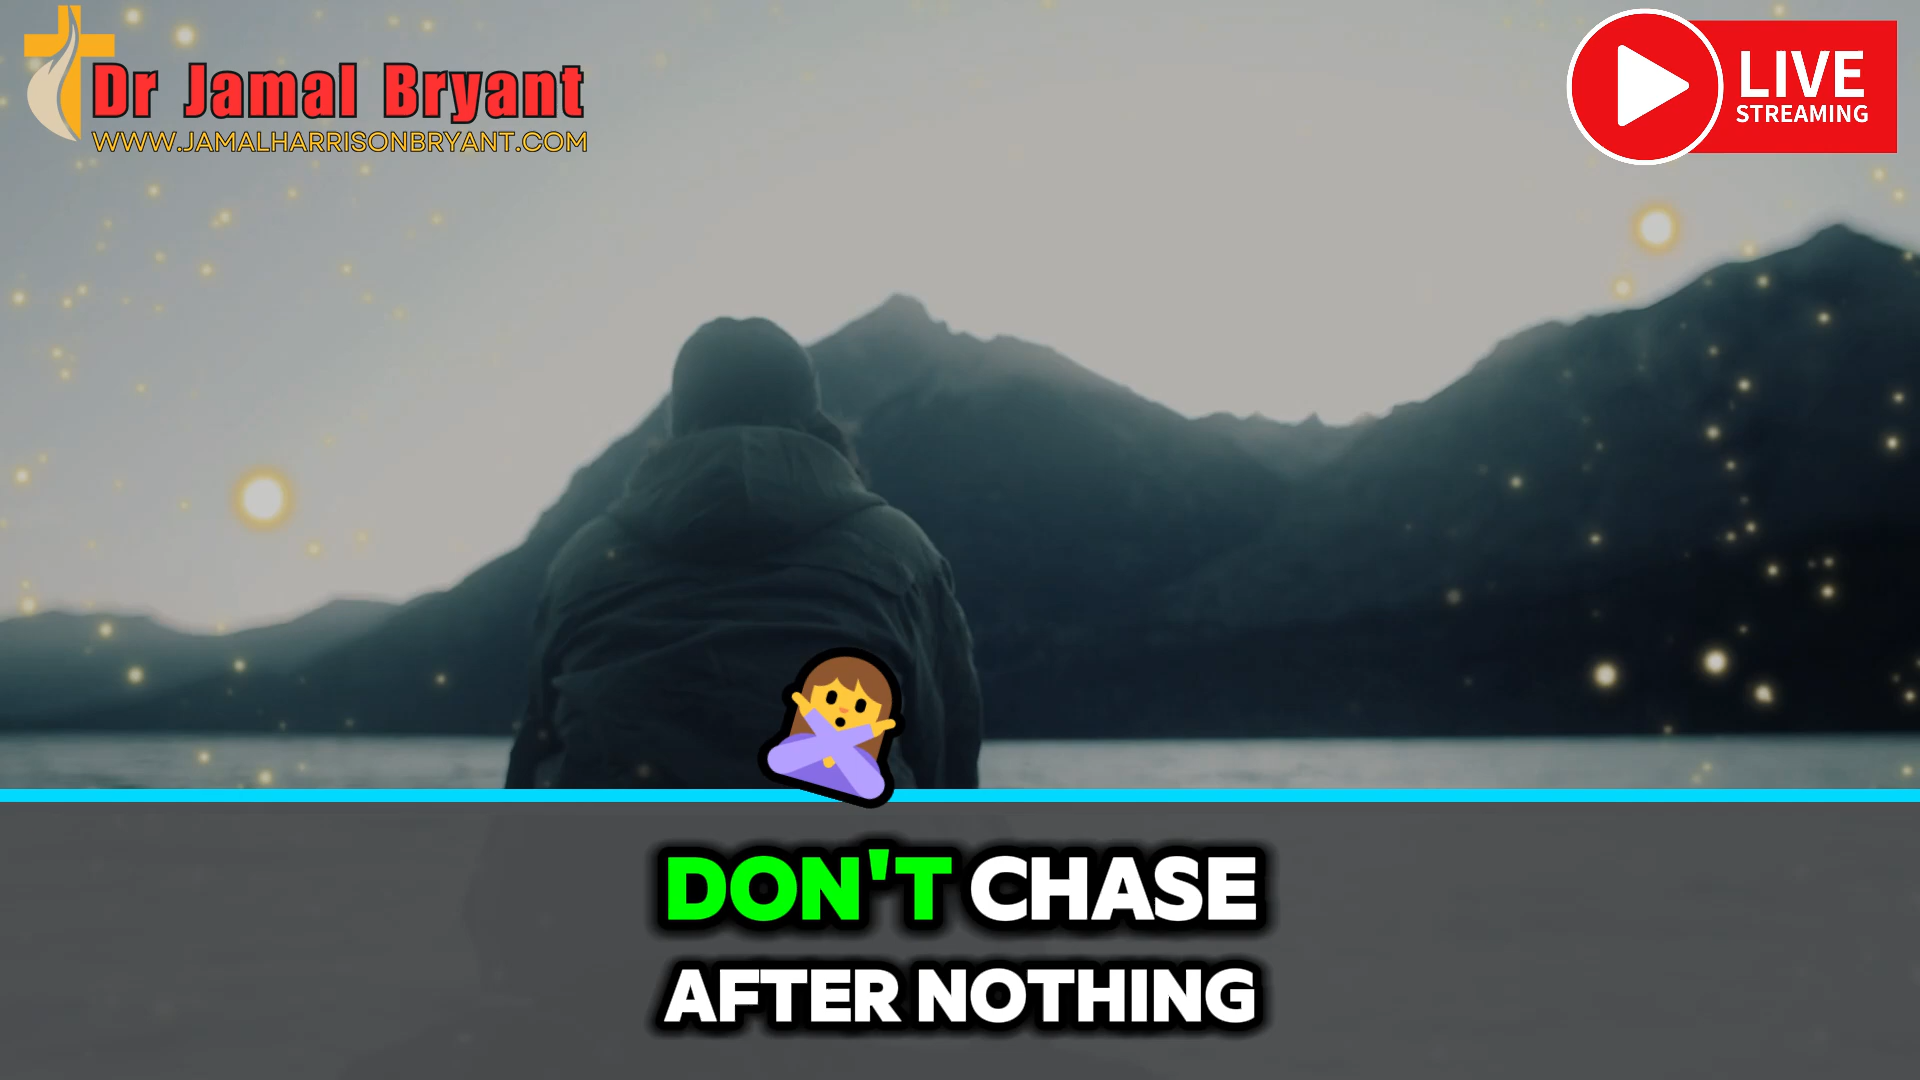 Dr Jamal Bryant
WWW.JAMALHARRISONBRYANT.COM
LIVE
STREAMING
DON'T CHASE
AFTER NOTHING